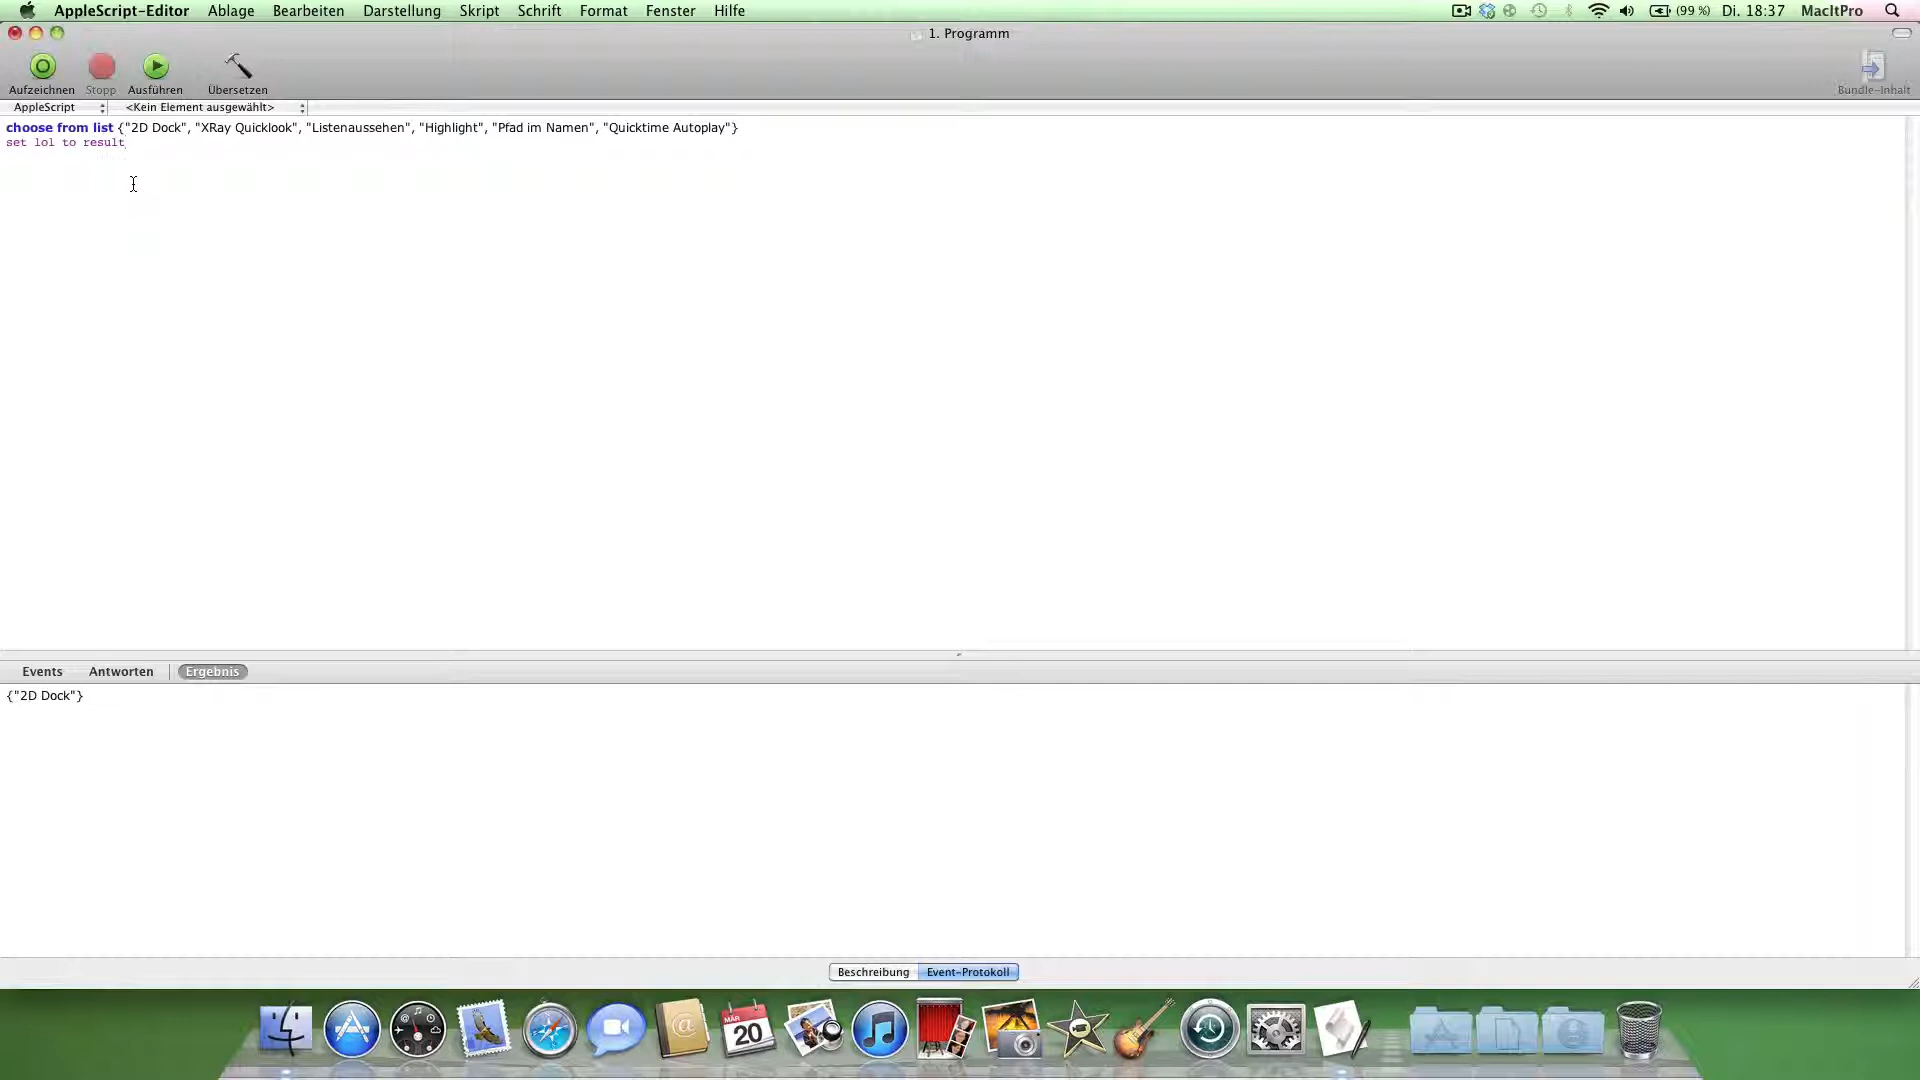 AppleScript-Editor Ablage Bearbeiten Darstellung Skript Schrift Format Fenster Hilfe (99 %) Di. 18:37 MacItPro
1. Programm
Aufzeichnen Stopp Ausführen Übersetzen Bundle-Inhalt
AppleScript <Kein Element ausgewählt>
choose from list {"2D Dock", "XRay Quicklook", "Listenaussehen", "Highlight", "Pfad im Namen", "Quicktime Autoplay"}
set lol to result
Events Antworten Ergebnis
{"2D Dock"}
Beschreibung Event-Protokoll
MÄR
20